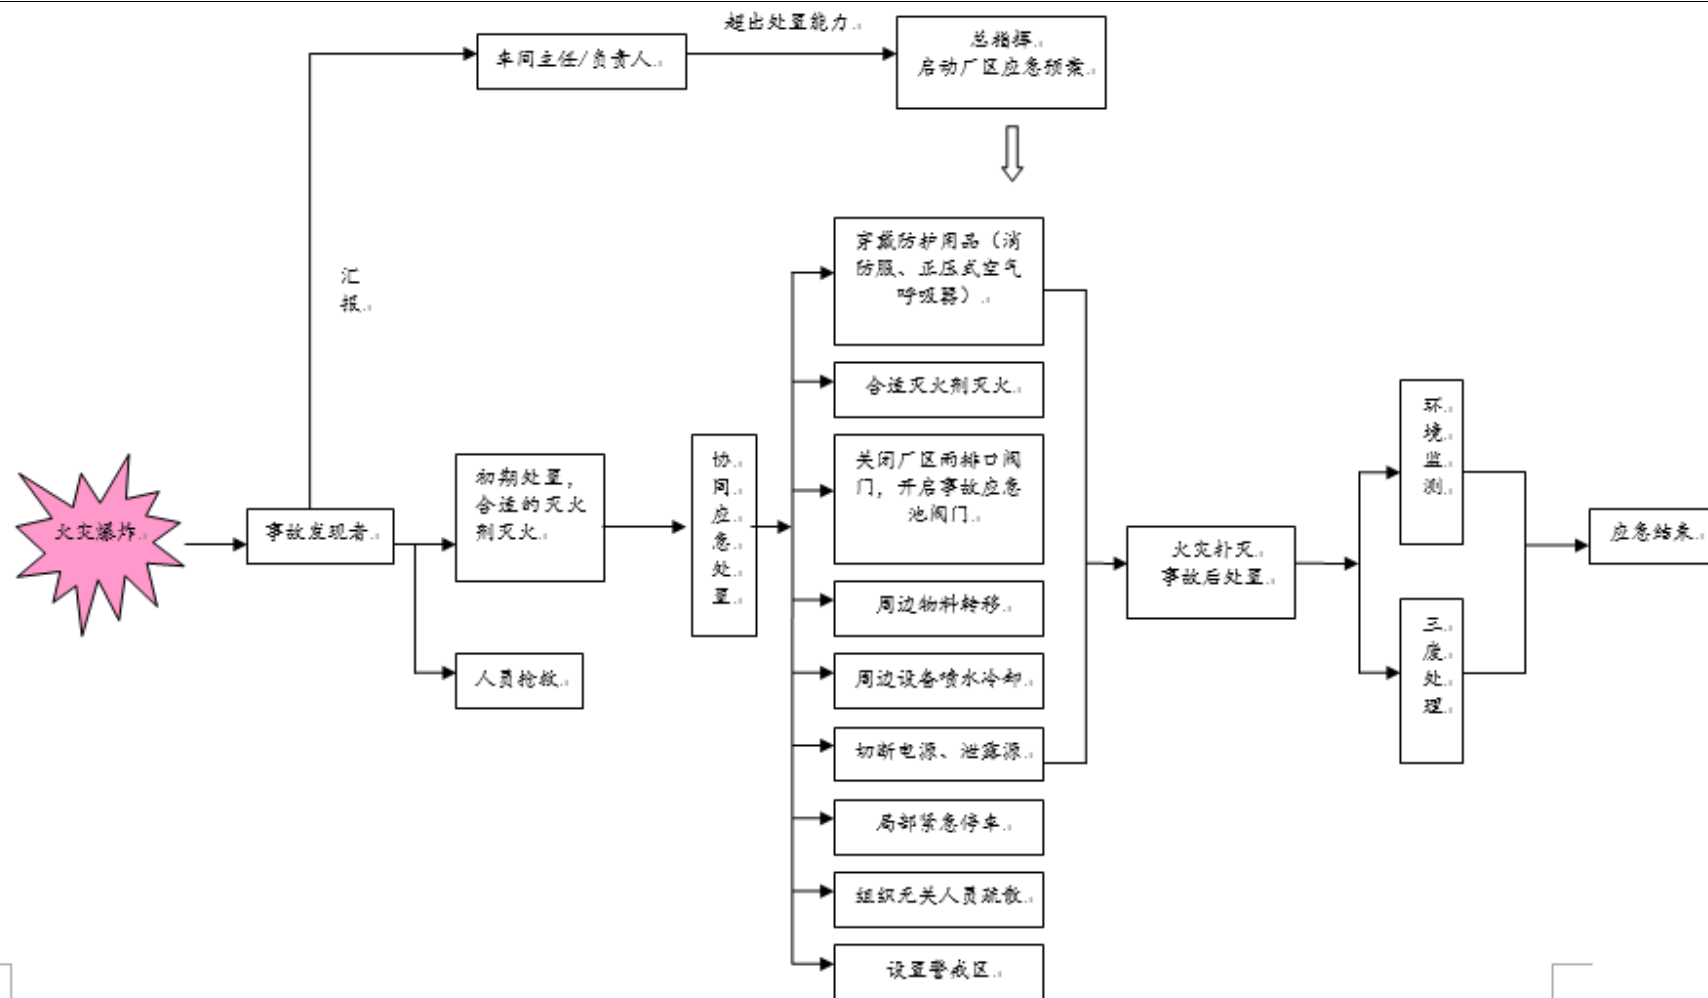 超出处置能力
总指挥
启动厂区应急预案
车间主任/负责人
汇
报
穿戴防护用品（消
防服、正压式空气
呼吸器）
合适灭火剂灭火
关闭厂区雨排口阀
门，开启事故应急
池阀门
周边物料转移
周边设备喷水冷却
切断电源、泄露源
局部紧急停车
组织无关人员疏散
设置警戒区
火灾爆炸
事故发现者
初期处置，
合适的灭火
剂灭火
人员抢救
协
同
应
急
处
置
火灾扑灭
事故后处置
环
境
监
测
三
废
处
理
应急结束